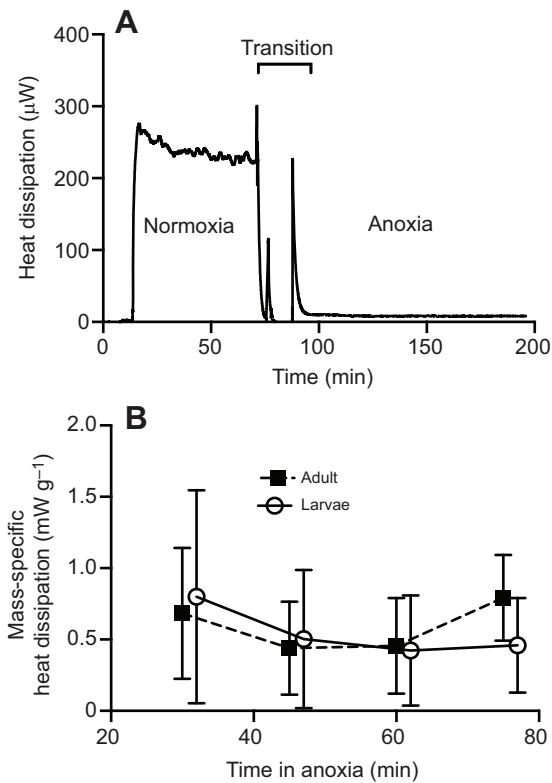 A
Transition
400
300
200
100
0
Heat dissipation (μW)
Normoxia
Anoxia
0 50 100 150 200
Time (min)
B
2.0
1.5
1.0
0.5
0
Mass-specific
heat dissipation (mW g⁻¹)
Adult
Larvae
20 40 60 80
Time in anoxia (min)